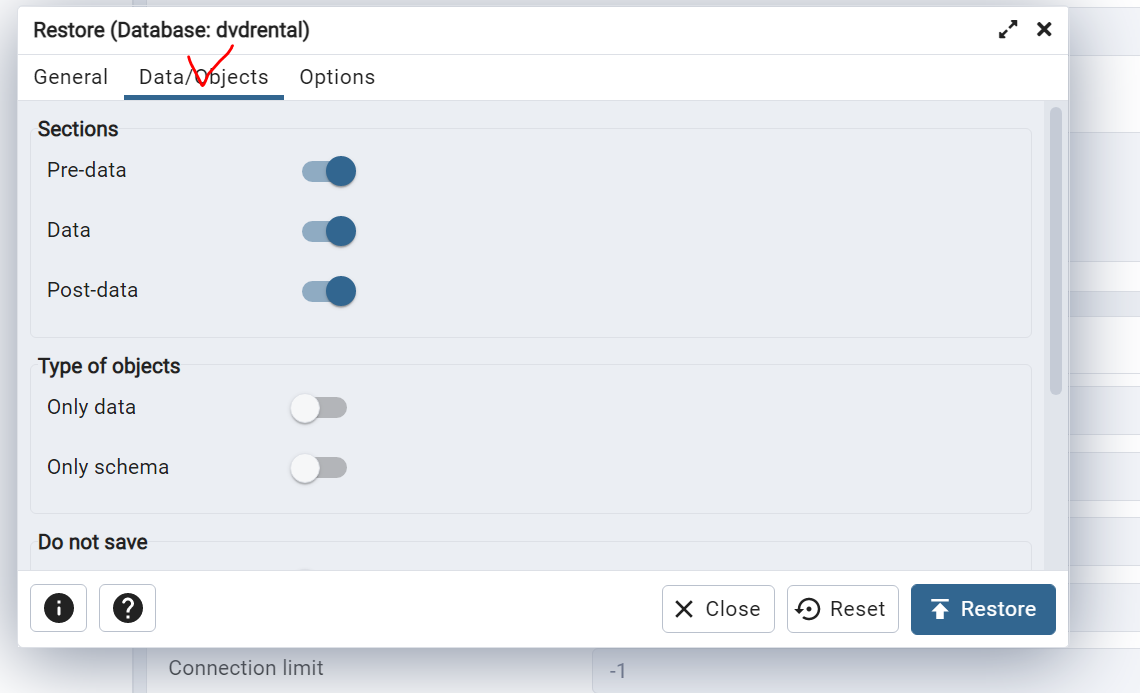 Restore (Database: dvdrental)
General Data/Objects Options
Sections
Pre-data
Data
Post-data
Type of objects
Only data
Only schema
Do not save
Close Reset Restore
Connection limit -1